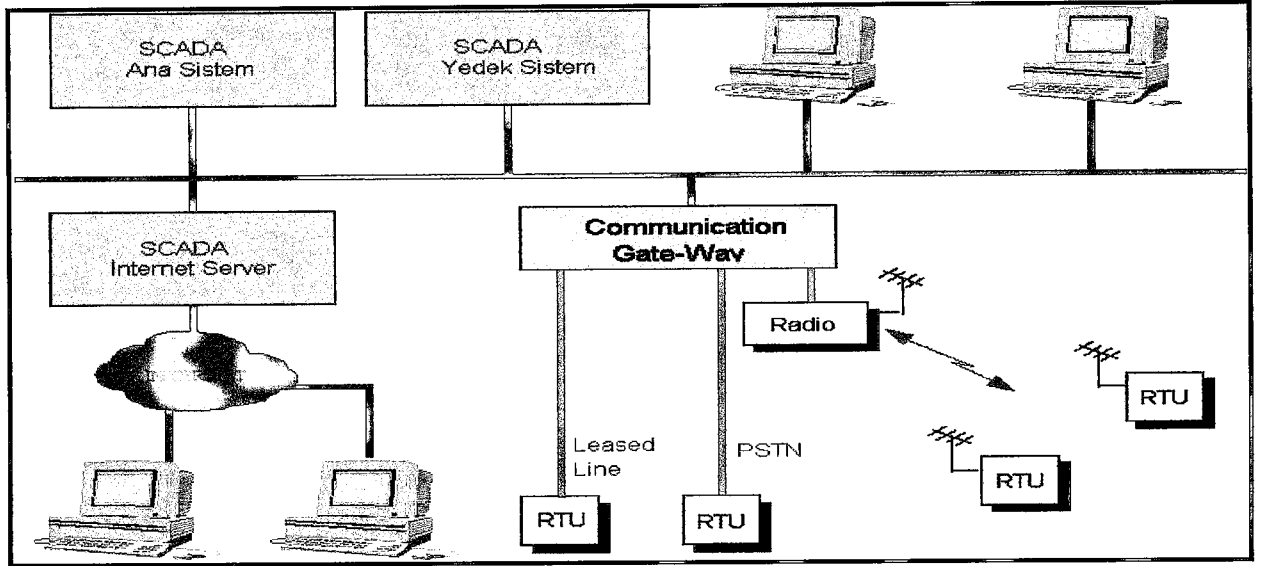 SCADA
Ana Sistem
SCADA
Yedek Sistem
SCADA
Internet Server
Communication
Gate-Way
Radio
RTU
RTU
Leased
Line
PSTN
RTU
RTU